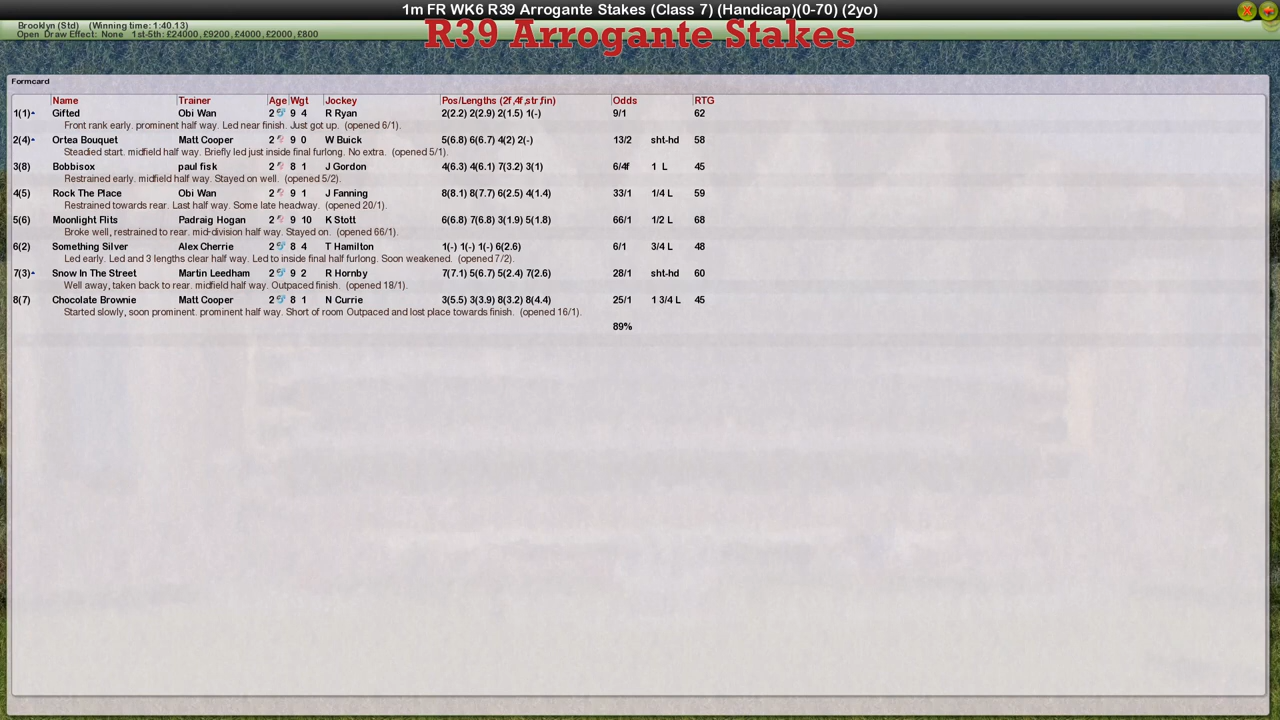 1m FR WK6 R39 Arrogante Stakes (Class 7) (Handicap)(0-70) (2yo)
Brooklyn (Std) (Winning time: 1:40.13)
Open Draw Effect: None 1st-5th: £24000, £9200, £4000, £2000, £800
R39 Arrogante Stakes
Formcard
Name Trainer Age Wgt Jockey Pos/Lengths (2f,4f,str,fin) Odds RTG
1(1) Gifted Obi Wan 2 9 4 R Ryan 2(2.2) 2(2.9) 2(1.5) 1(-) 9/1 62
Front rank early. prominent half way. Led near finish. Just got up. (opened 6/1).
2(4) Ortea Bouquet Matt Cooper 2 9 0 W Buick 5(6.8) 6(6.7) 4(2) 2(-) 13/2 sht-hd 58
Steadied start. midfield half way. Briefly led just inside final furlong. No extra. (opened 5/1).
3(8) Bobbisox paul fisk 2 8 1 J Gordon 4(6.3) 4(6.1) 7(3.2) 3(1) 6/4f 1 L 45
Restrained early. midfield half way. Stayed on well. (opened 5/2).
4(5) Rock The Place Obi Wan 2 9 1 J Fanning 8(8.1) 8(7.7) 6(2.5) 4(1.4) 33/1 1/4 L 59
Restrained towards rear. Last half way. Some late headway. (opened 20/1).
5(6) Moonlight Flits Padraig Hogan 2 9 10 K Stott 6(6.8) 7(6.8) 3(1.9) 5(1.8) 66/1 1/2 L 68
Broke well, restrained to rear. mid-division half way. Stayed on. (opened 66/1).
6(2) Something Silver Alex Cherrie 2 8 4 T Hamilton 1(-) 1(-) 1(-) 6(2.6) 6/1 3/4 L 48
Led early. Led and 3 lengths clear half way. Led to inside final half furlong. Soon weakened. (opened 7/2).
7(3) Snow In The Street Martin Leedham 2 9 2 R Hornby 7(7.1) 5(6.7) 5(2.4) 7(2.6) 28/1 sht-hd 60
Well away, taken back to rear. midfield half way. Outpaced finish. (opened 18/1).
8(7) Chocolate Brownie Matt Cooper 2 8 1 N Currie 3(5.5) 3(3.9) 8(3.2) 8(4.4) 25/1 1 3/4 L 45
Started slowly, soon prominent. prominent half way. Short of room Outpaced and lost place towards finish. (opened 16/1).
89%